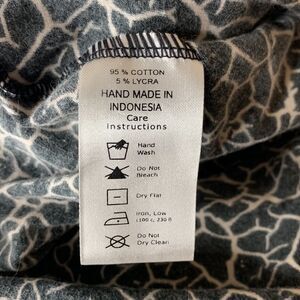 95 % COTTON
5 % LYCRA
HAND MADE IN
INDONESIA
Care
Instructions
Hand
Wash
Do Not
Bleach
Dry Flat
Iron, Low
Do Not
Dry Clean